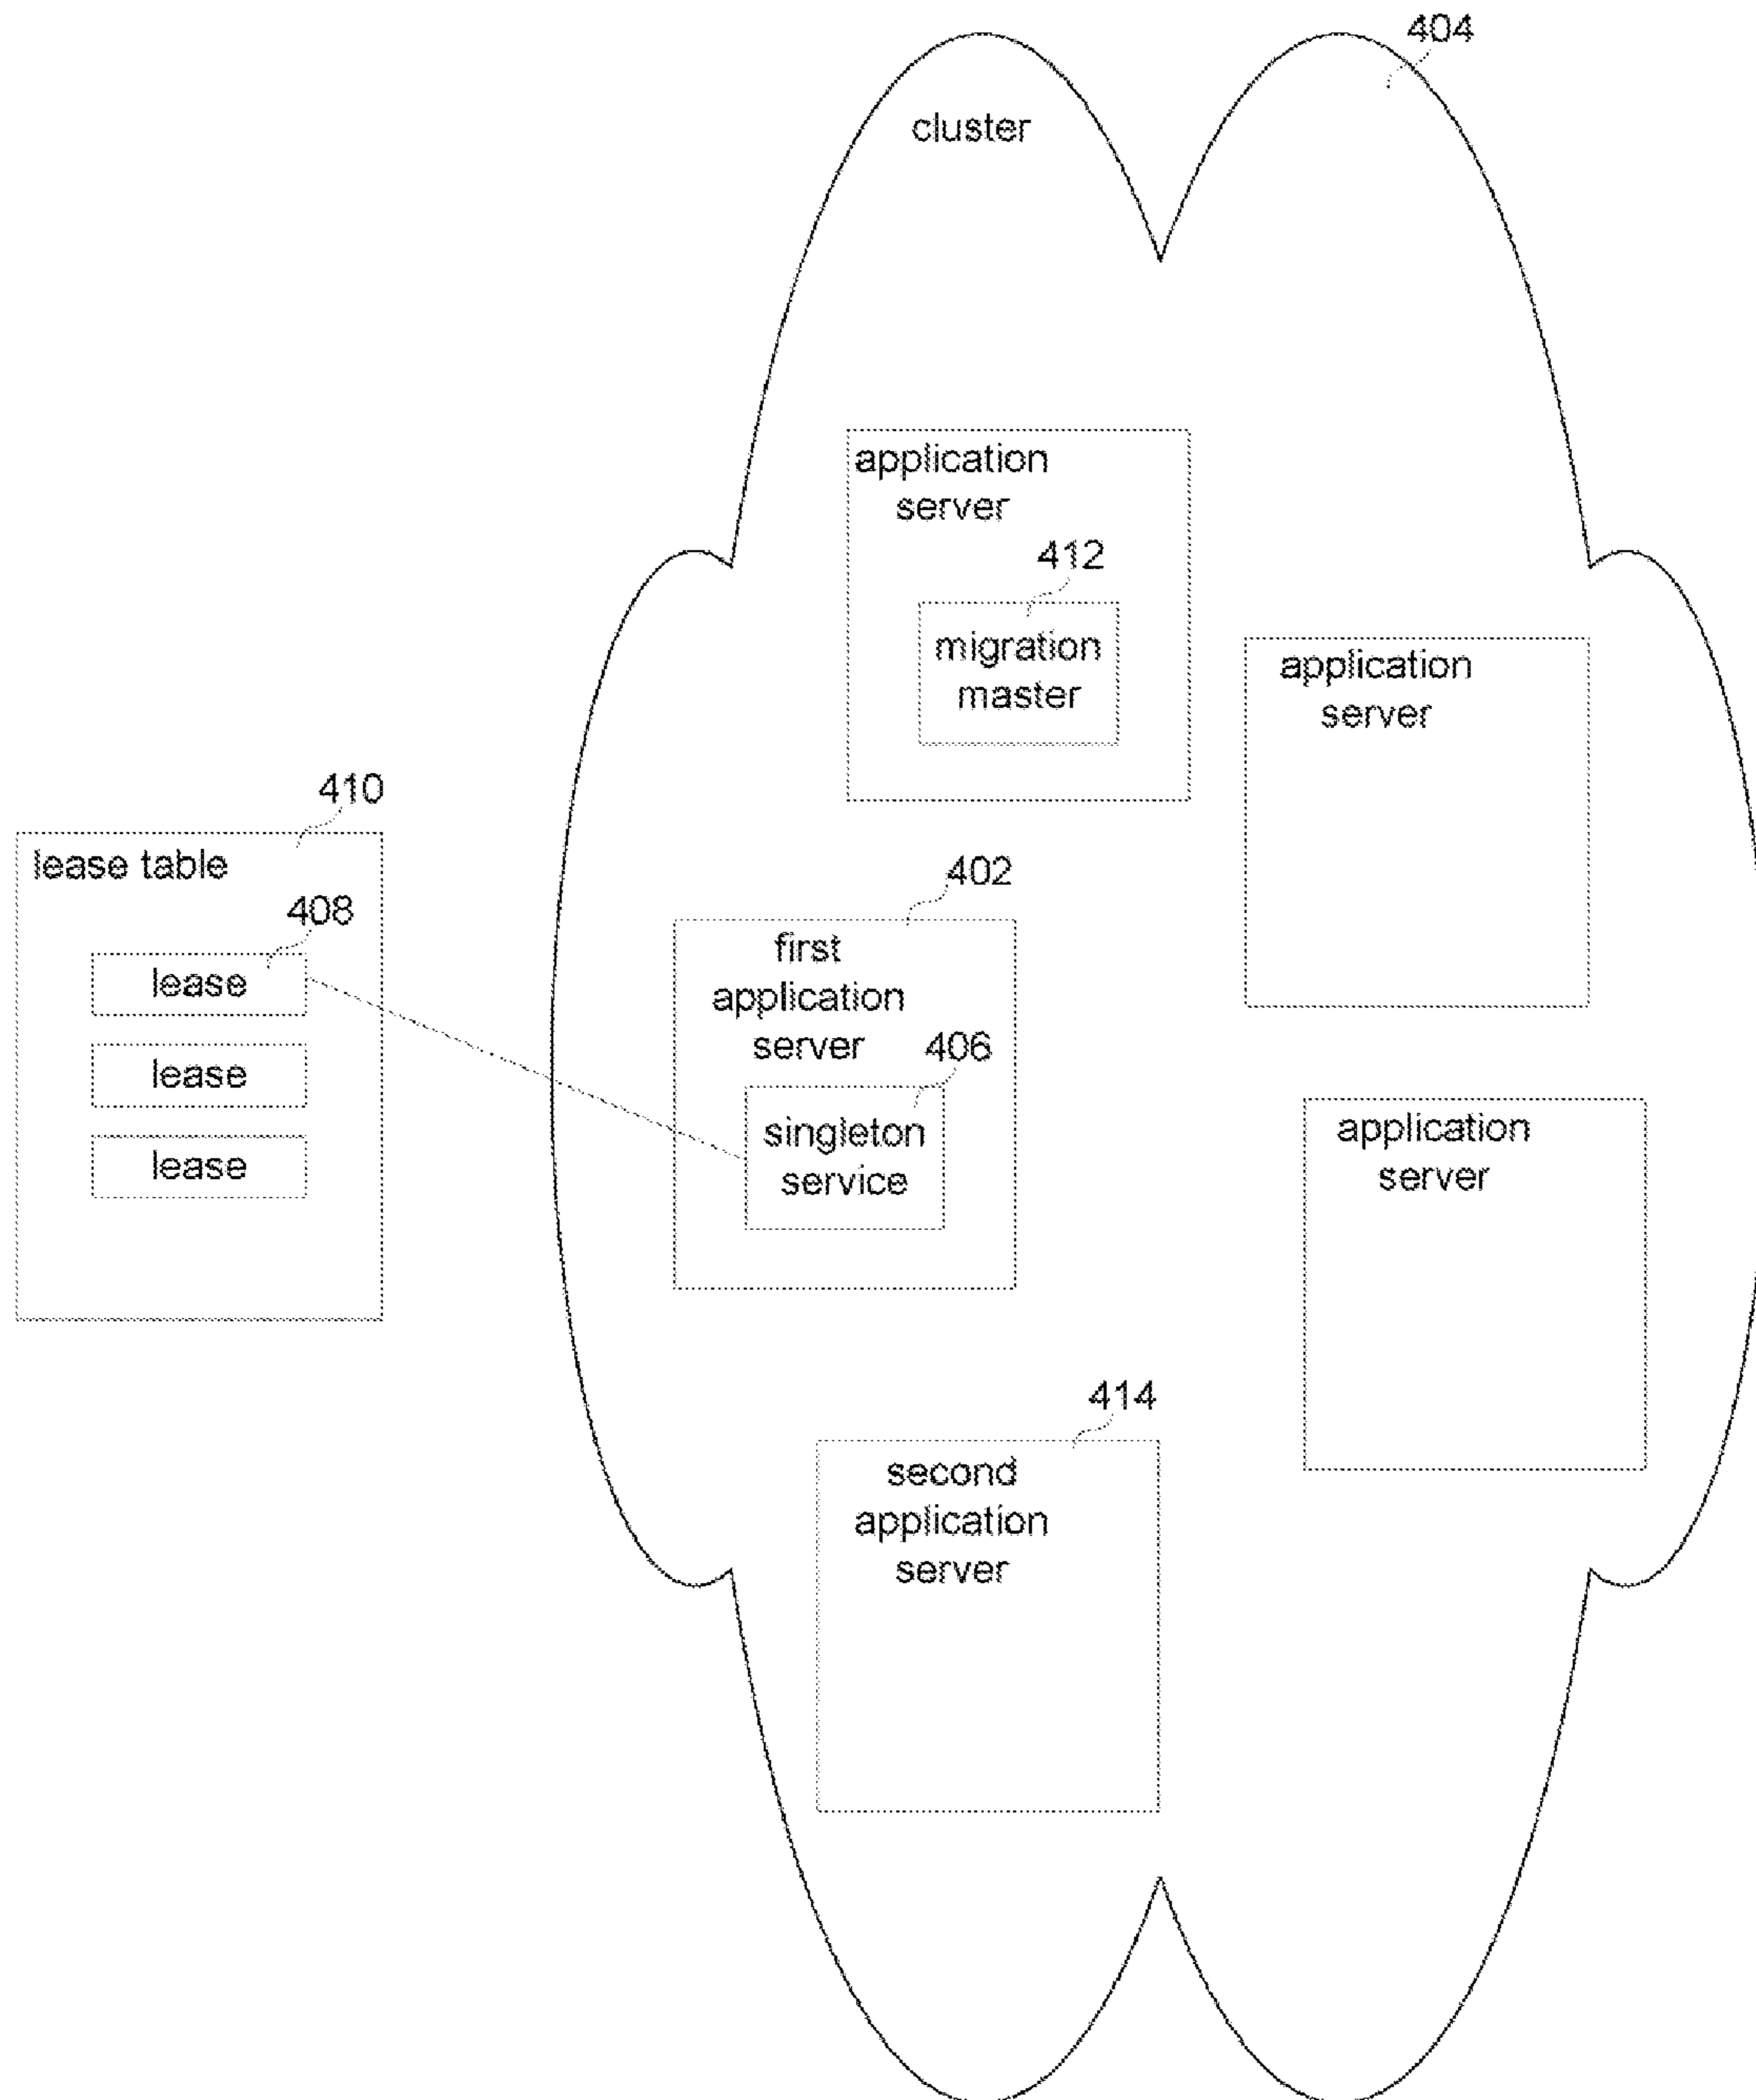 404
cluster
application
server
412
migration
master
application
server
410
lease table
408
lease
lease
lease
402
first
application
server
406
singleton
service
application
server
414
second
application
server